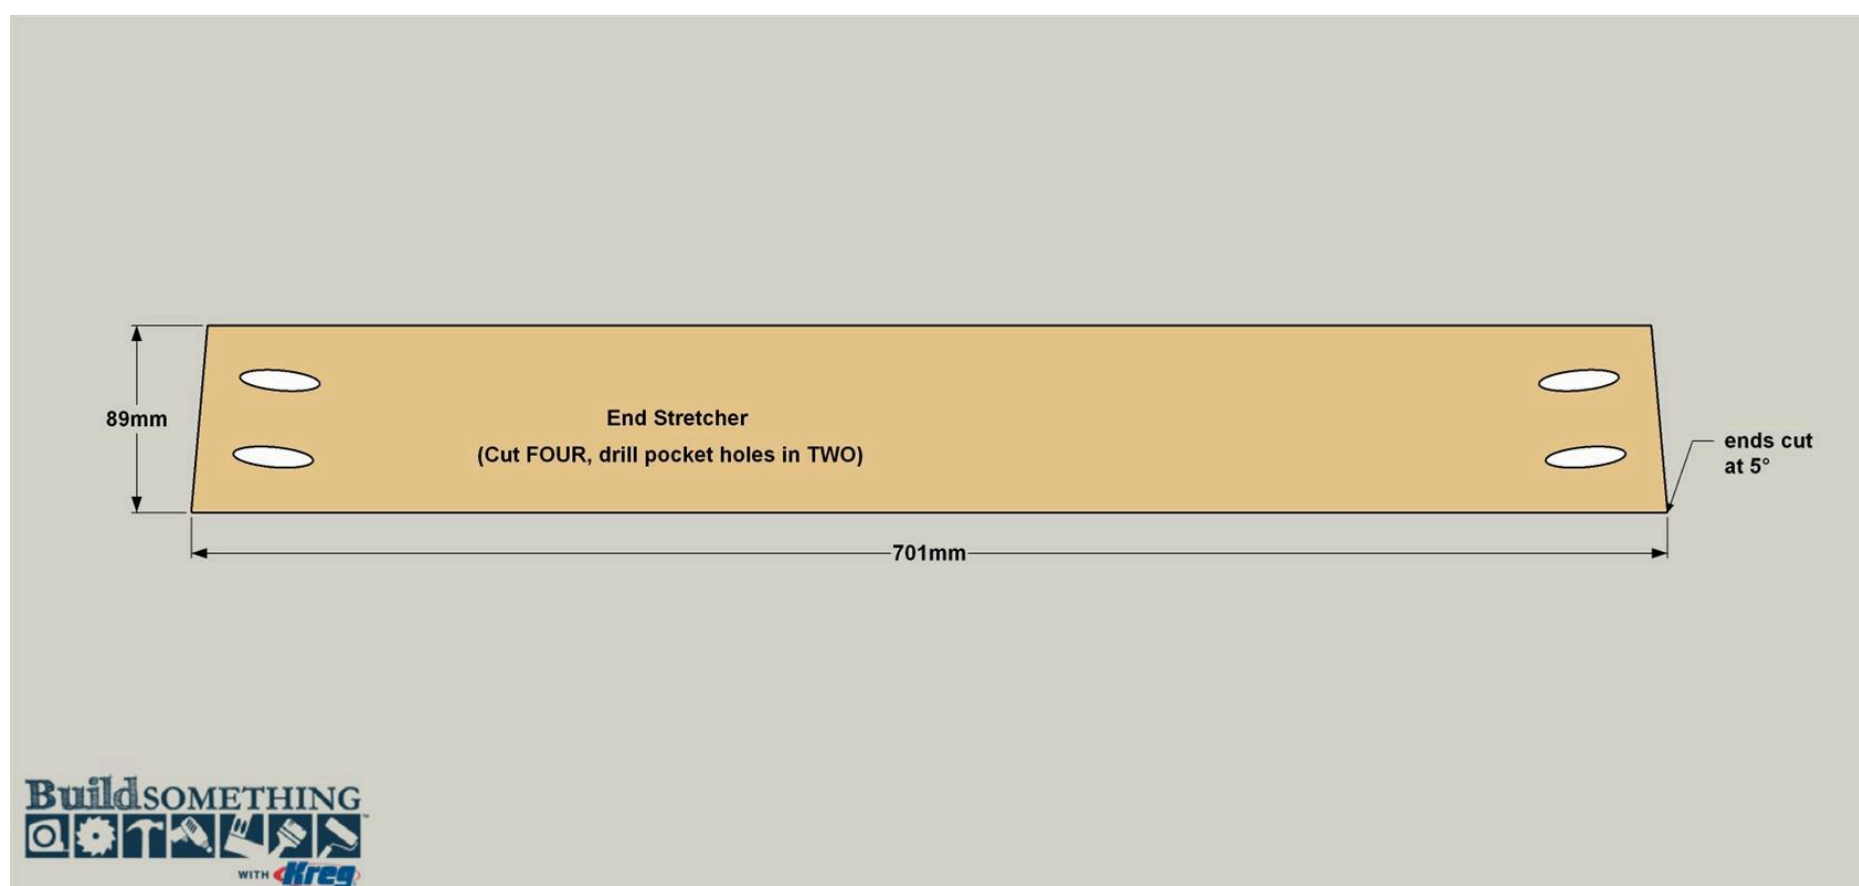 89mm
End Stretcher
(Cut FOUR, drill pocket holes in TWO)
ends cut
at 5°
701mm
BuildSOMETHING
WITH Kreg